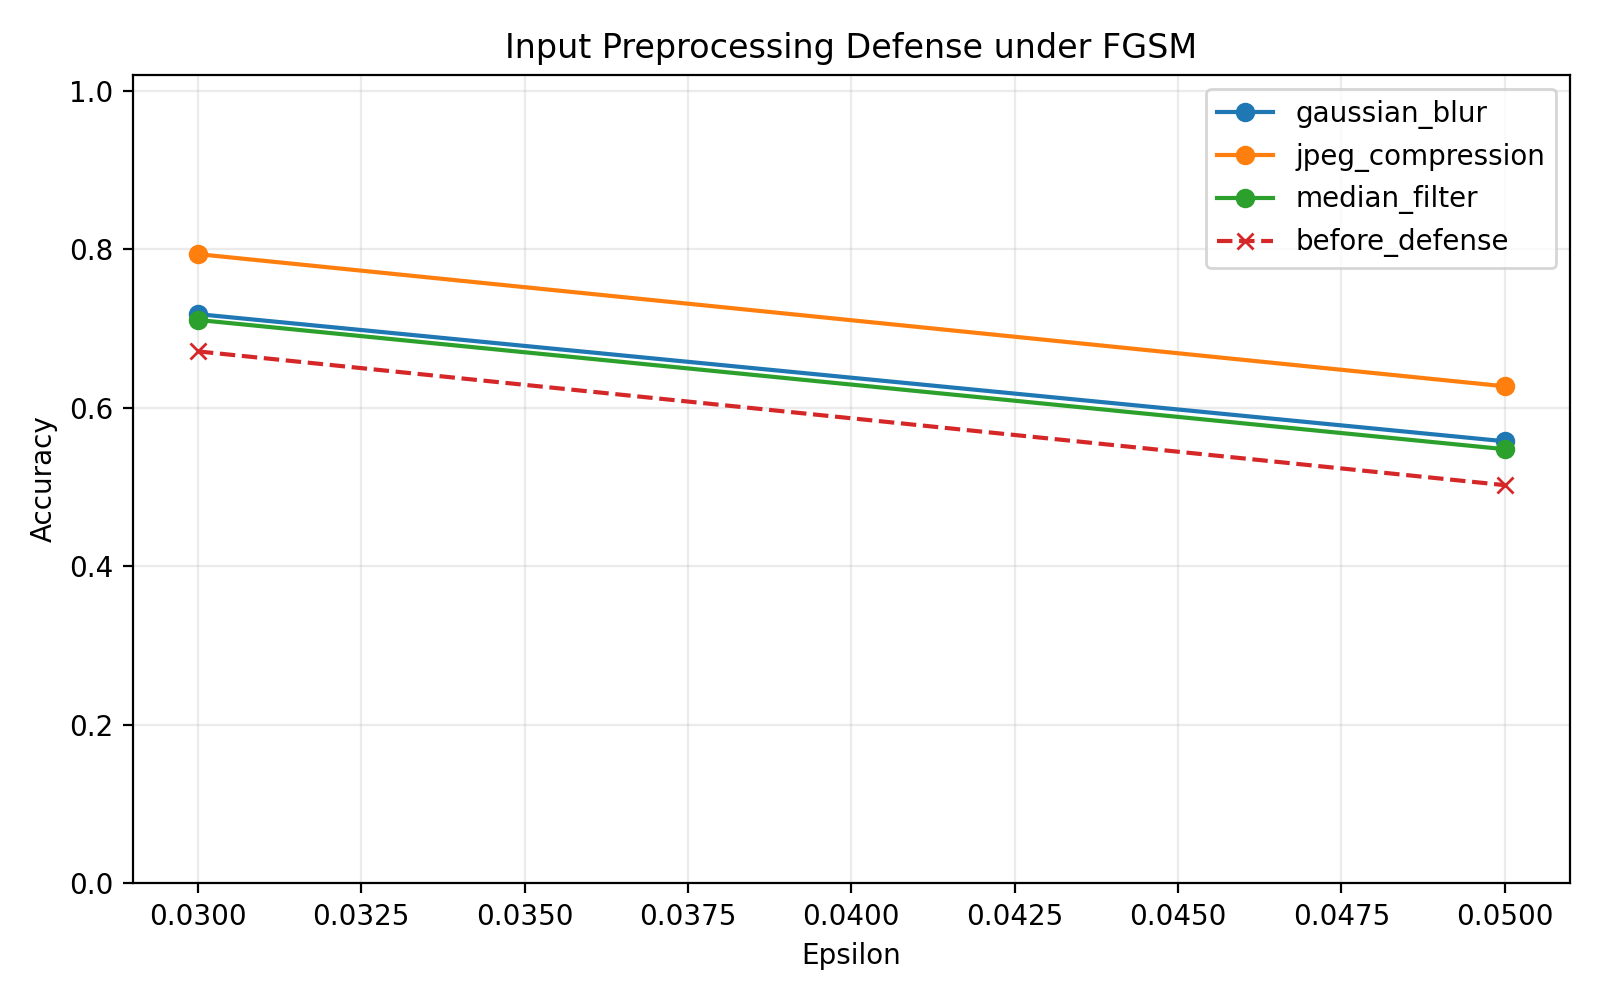 Input Preprocessing Defense under FGSM
1.0
0.8
0.6
0.4
0.2
0.0
Accuracy
gaussian_blur
jpeg_compression
median_filter
before_defense
0.0300 0.0325 0.0350 0.0375 0.0400 0.0425 0.0450 0.0475 0.0500
Epsilon